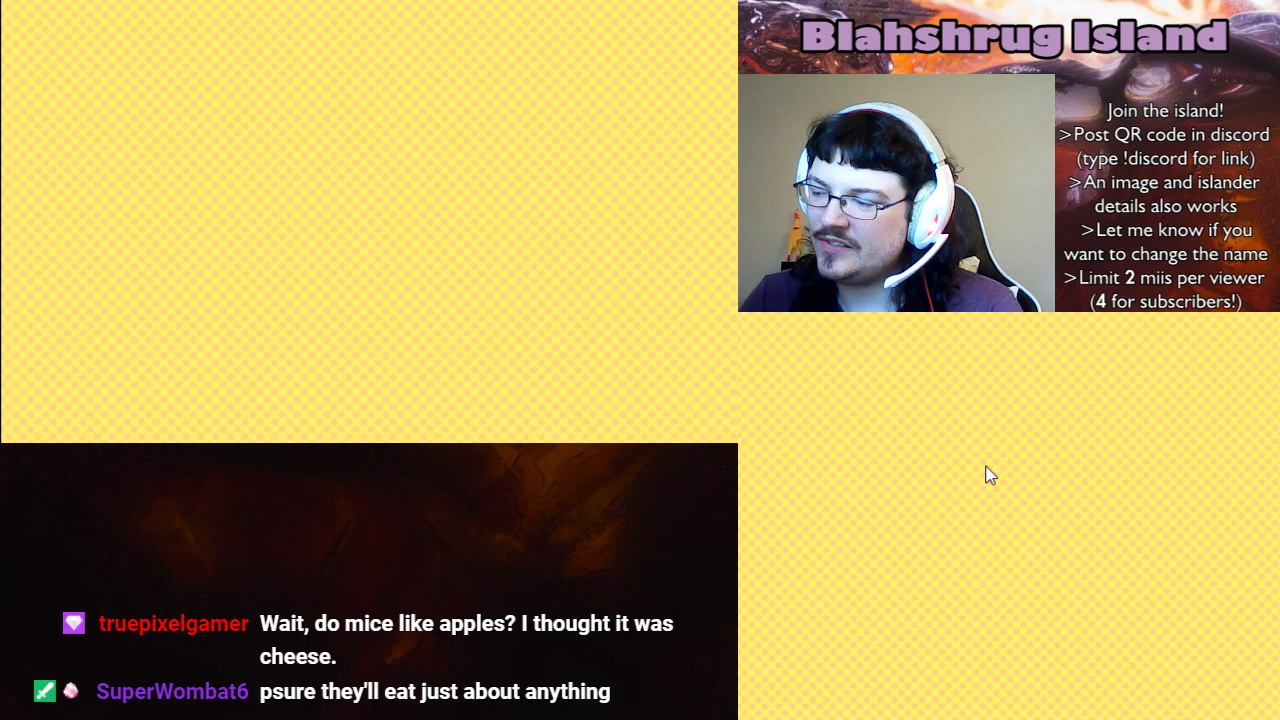 Blahshrug Island
Join the island!
>Post QR code in discord
(type !discord for link)
>An image and islander
details also works
>Let me know if you
want to change the name
>Limit 2 miis per viewer
(4 for subscribers!)
truepixelgamer Wait, do mice like apples? I thought it was
cheese.
SuperWombat6 psure they'll eat just about anything